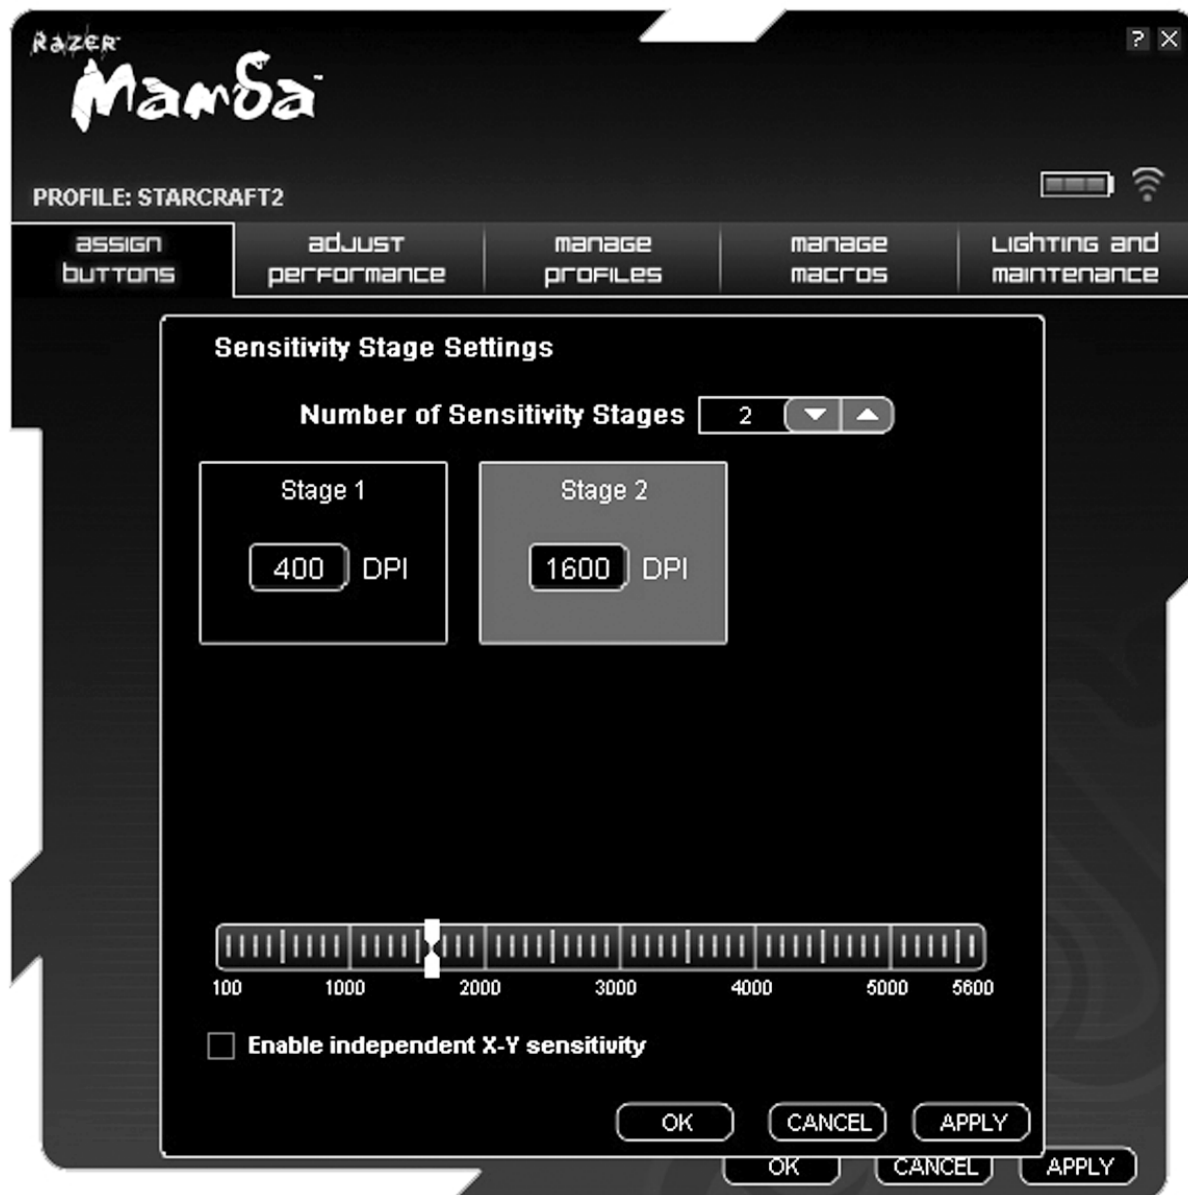 RAZER
Mamba™
? X
PROFILE: STARCRAFT2
assign buttons
adjust performance
manage profiles
manage macros
Lighting and maintenance
Sensitivity Stage Settings
Number of Sensitivity Stages 2
Stage 1
400 DPI
Stage 2
1600 DPI
100 1000 2000 3000 4000 5000 5600
Enable independent X-Y sensitivity
OK CANCEL APPLY
OK CANCEL APPLY